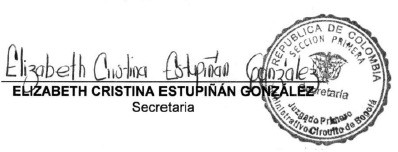 Elizabeth Cristina Estupiñán González
ELIZABETH CRISTINA ESTUPIÑÁN GONZÁLEZ
Secretaria
REPUBLICA DE COLOMBIA
SECCION PRIMERA
Secretaría
Juzgado Primero
Administrativo Circuito de Bogotá